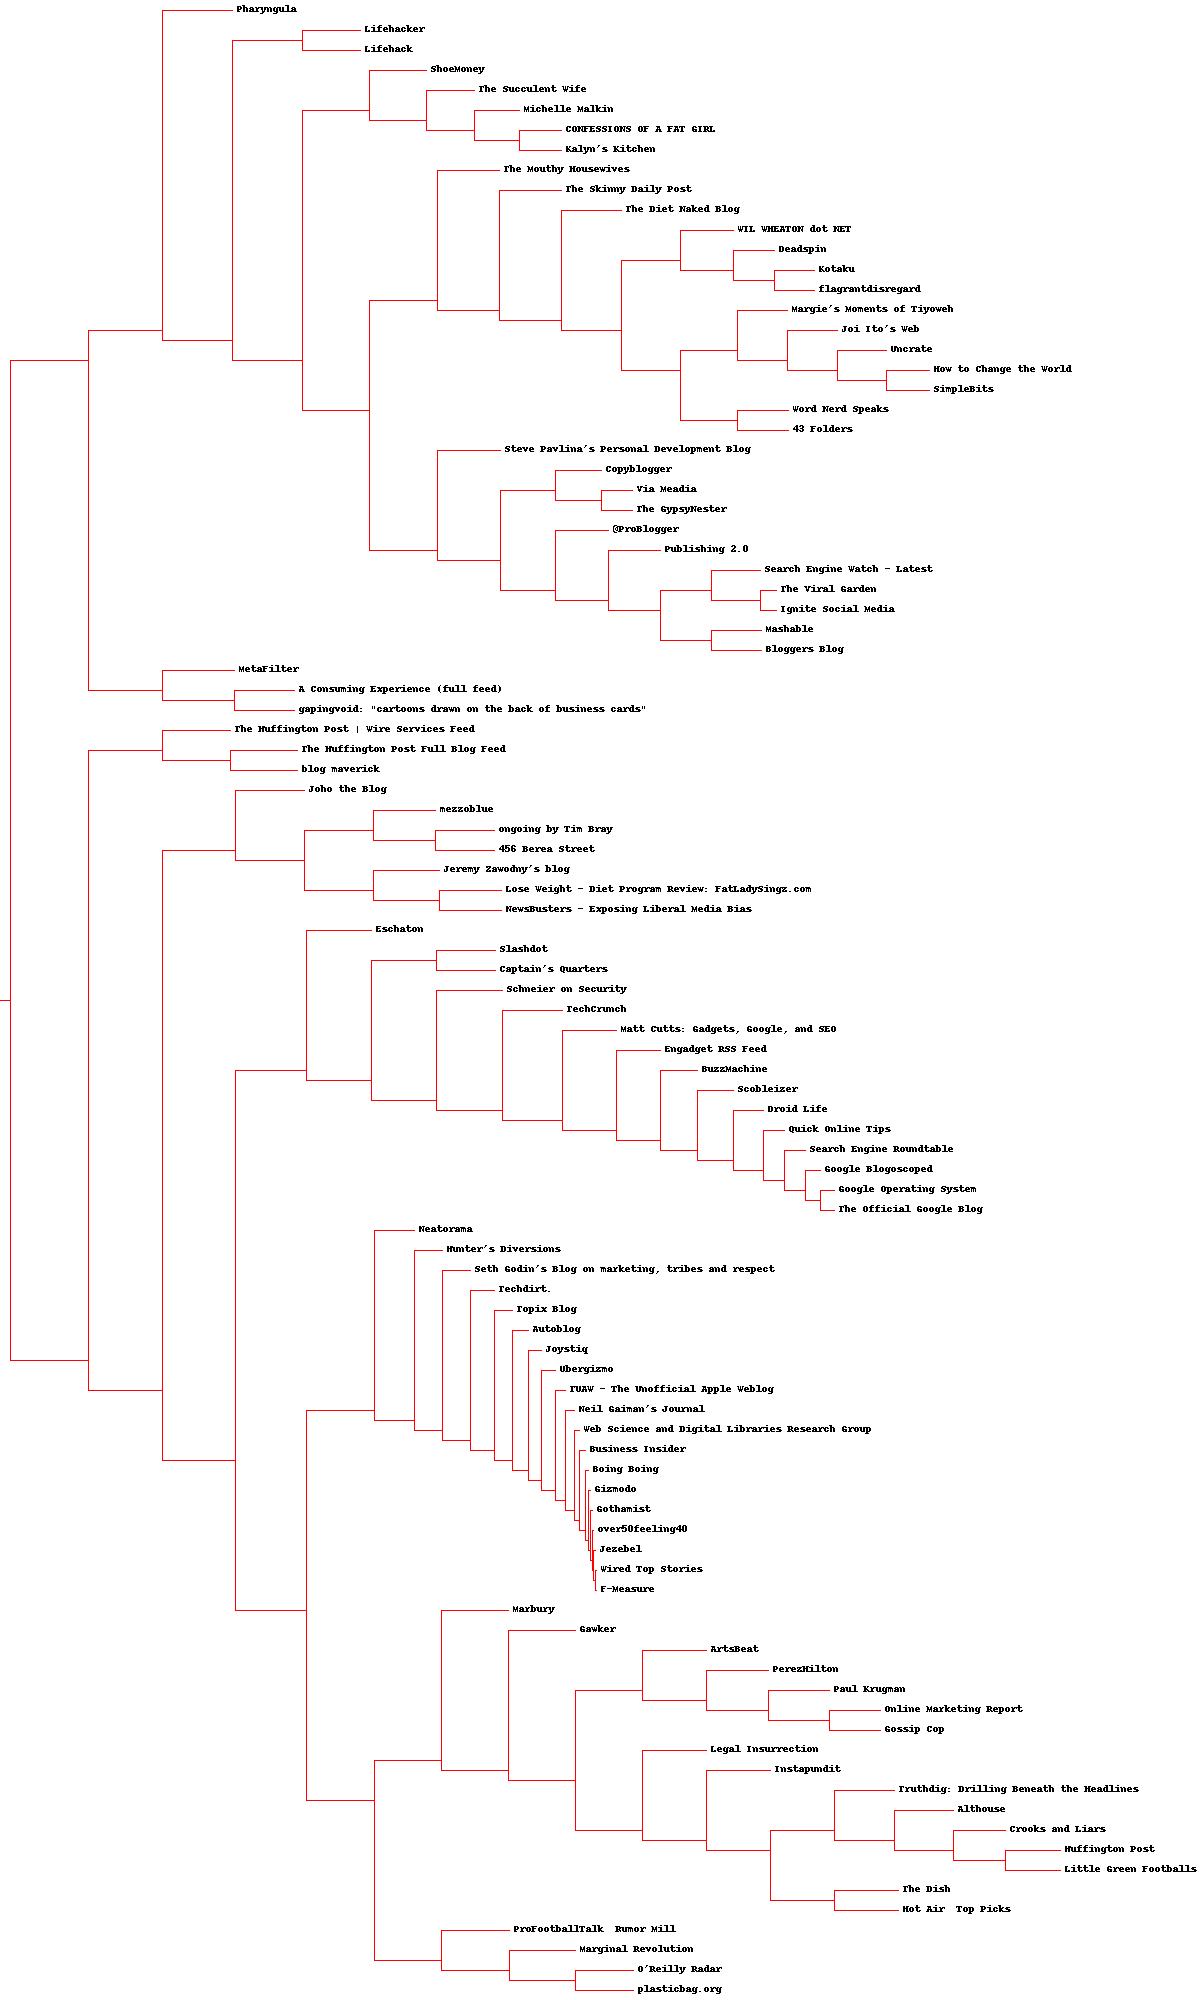 Pharyngula
Lifehacker
Lifehack
ShoeMoney
The Succulent Wife
Michelle Malkin
CONFESSIONS OF A FAT GIRL
Kalyn's Kitchen
The Mouthy Housewives
The Skinny Daily Post
The Diet Naked Blog
WIL WHEATON dot NET
Deadspin
Kotaku
flagrantdisregard
Margie's Moments of Tiyoweh
Joi Ito's Web
Uncrate
How to Change the World
SimpleBits
Word Nerd Speaks
43 Folders
Steve Pavlina's Personal Development Blog
Copyblogger
Via Meadia
The GypsyNester
@ProBlogger
Publishing 2.0
Search Engine Watch - Latest
The Viral Garden
Ignite Social Media
Mashable
Bloggers Blog
MetaFilter
A Consuming Experience (full feed)
gapingvoid: "cartoons drawn on the back of business cards"
The Huffington Post | Wire Services Feed
The Huffington Post Full Blog Feed
blog maverick
Joho the Blog
mezzoblue
ongoing by Tim Bray
456 Berea Street
Jeremy Zawodny's blog
Lose Weight - Diet Program Review: FatLadySingz.com
NewsBusters - Exposing Liberal Media Bias
Eschaton
Slashdot
Captain's Quarters
Schneier on Security
TechCrunch
Matt Cutts: Gadgets, Google, and SEO
Engadget RSS Feed
BuzzMachine
Scobleizer
Droid Life
Quick Online Tips
Search Engine Roundtable
Google Blogoscoped
Google Operating System
The Official Google Blog
Neatorama
Hunter's Diversions
Seth Godin's Blog on marketing, tribes and respect
Techdirt.
Topix Blog
Autoblog
Joystiq
Ubergizmo
TUAW - The Unofficial Apple Weblog
Neil Gaiman's Journal
Web Science and Digital Libraries Research Group
Business Insider
Boing Boing
Gizmodo
Gothamist
over50feeling40
Jezebel
Wired Top Stories
F-Measure
Marbury
Gawker
ArtsBeat
PerezHilton
Paul Krugman
Online Marketing Report
Gossip Cop
Legal Insurrection
Instapundit
Truthdig: Drilling Beneath the Headlines
Althouse
Crooks and Liars
Huffington Post
Little Green Footballs
The Dish
Hot Air  Top Picks
ProFootballTalk  Rumor Mill
Marginal Revolution
O'Reilly Radar
plasticbag.org